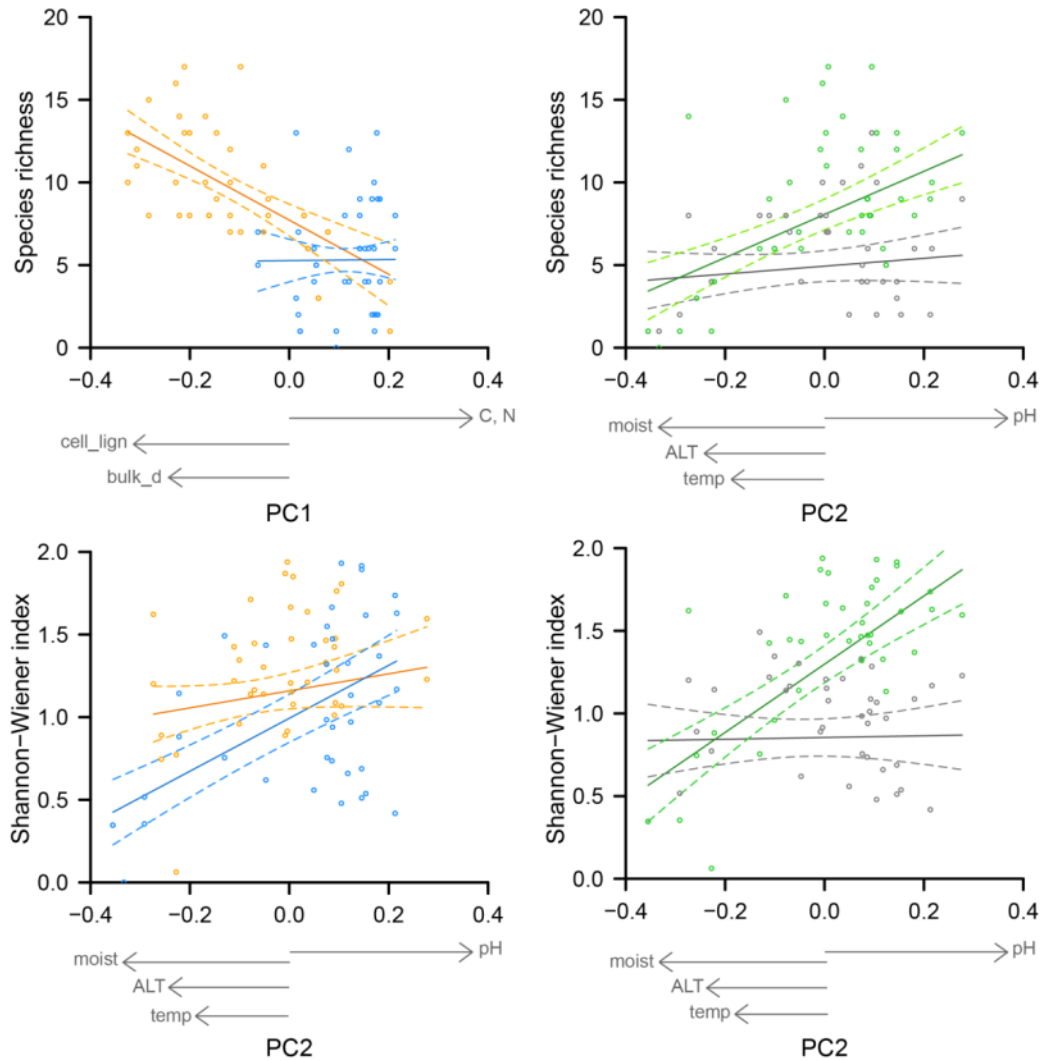 20
15
10
5
0
Species richness
−0.4 −0.2 0.0 0.2 0.4
C, N
cell_lign
bulk_d
PC1
20
15
10
5
0
Species richness
−0.4 −0.2 0.0 0.2 0.4
moist pH
ALT
temp
PC2
2.0
1.5
1.0
0.5
0.0
Shannon−Wiener index
−0.4 −0.2 0.0 0.2 0.4
moist pH
ALT
temp
PC2
2.0
1.5
1.0
0.5
0.0
Shannon−Wiener index
−0.4 −0.2 0.0 0.2 0.4
moist pH
ALT
temp
PC2